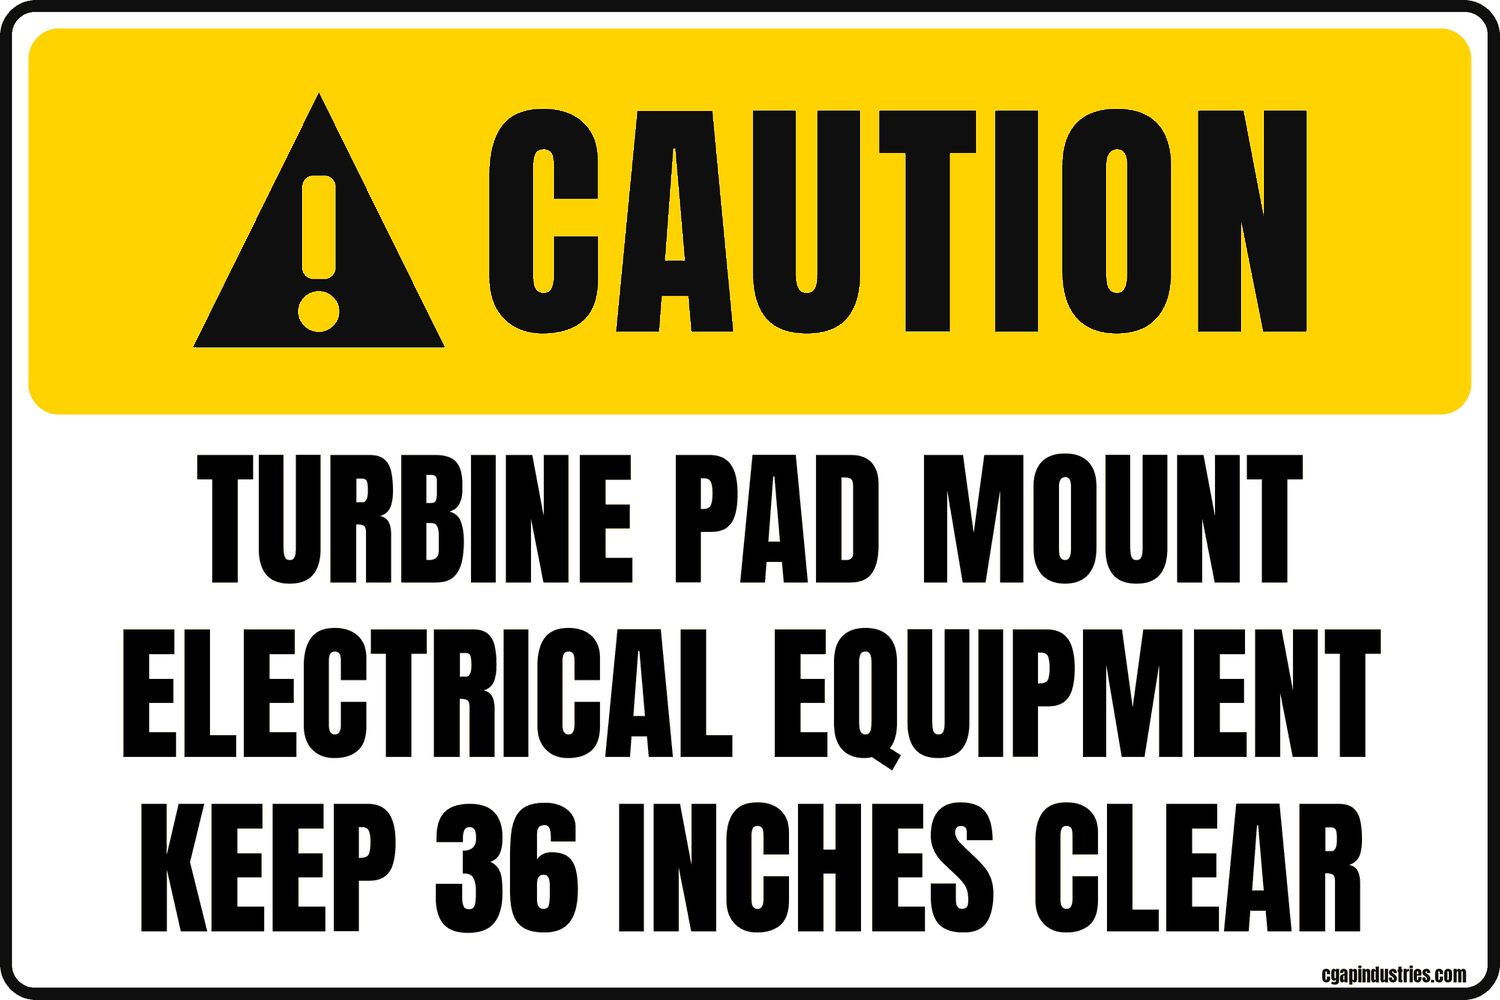 CAUTION
TURBINE PAD MOUNT
ELECTRICAL EQUIPMENT
KEEP 36 INCHES CLEAR
cgapindustries.com